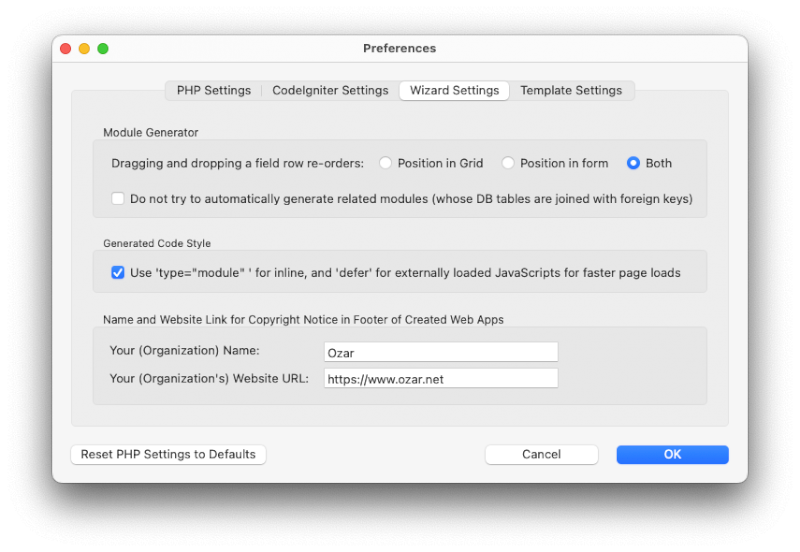 Preferences
PHP Settings CodeIgniter Settings Wizard Settings Template Settings
Module Generator
Dragging and dropping a field row re-orders: Position in Grid Position in form Both
Do not try to automatically generate related modules (whose DB tables are joined with foreign keys)
Generated Code Style
Use 'type="module" ' for inline, and 'defer' for externally loaded JavaScripts for faster page loads
Name and Website Link for Copyright Notice in Footer of Created Web Apps
Your (Organization) Name: Ozar
Your (Organization's) Website URL: https://www.ozar.net
Reset PHP Settings to Defaults Cancel OK